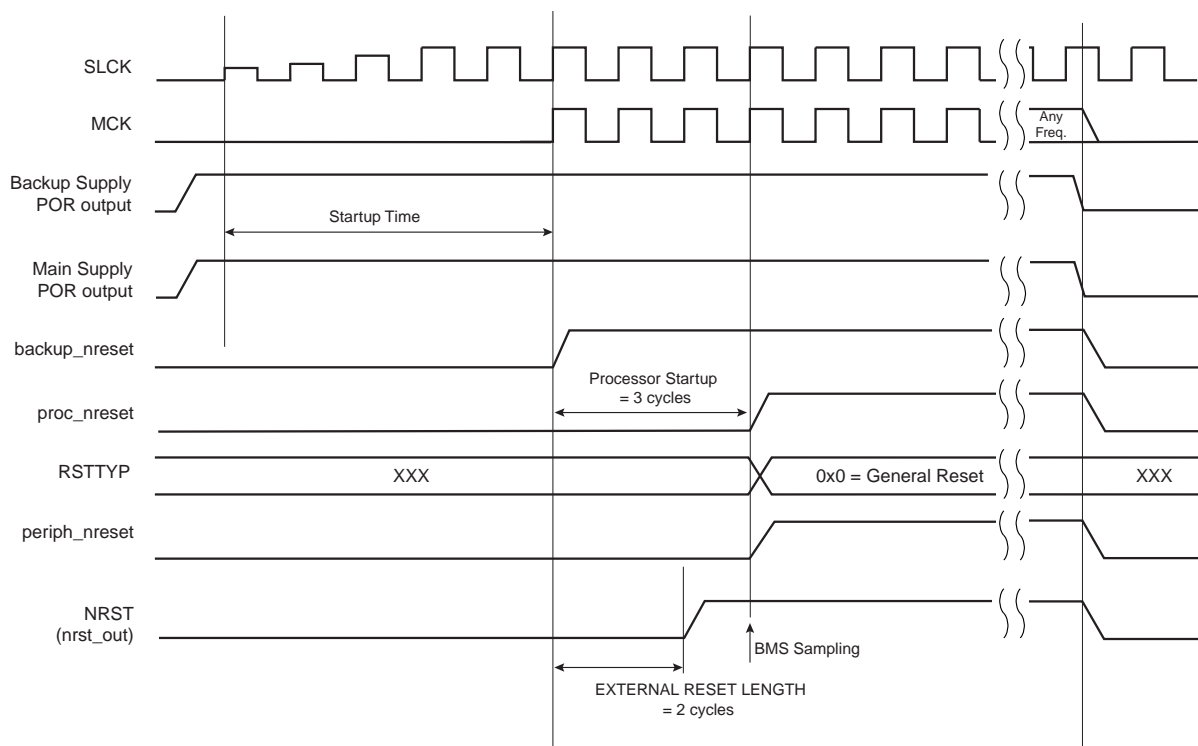 SLCK
MCK
Any
Freq.
Backup Supply
POR output
Startup Time
Main Supply
POR output
backup_nreset
Processor Startup
= 3 cycles
proc_nreset
RSTTYP
XXX
0x0 = General Reset
XXX
periph_nreset
NRST
(nrst_out)
BMS Sampling
EXTERNAL RESET LENGTH
= 2 cycles